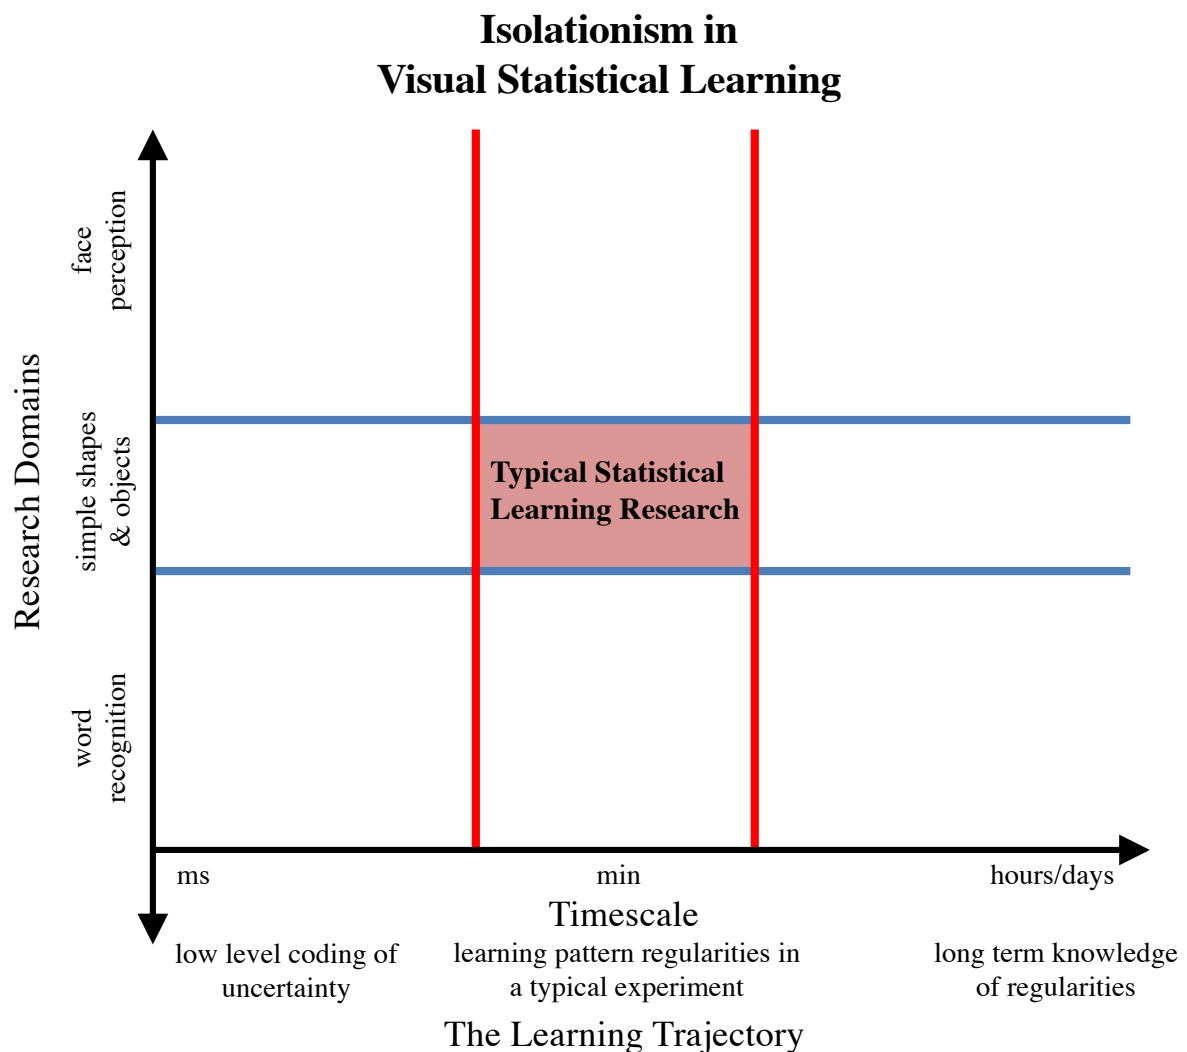 Isolationism in
Visual Statistical Learning
Research Domains
face
perception
simple shapes
& objects
word
recognition
Typical Statistical
Learning Research
ms
min
hours/days
Timescale
low level coding of
uncertainty
learning pattern regularities in
a typical experiment
long term knowledge
of regularities
The Learning Trajectory